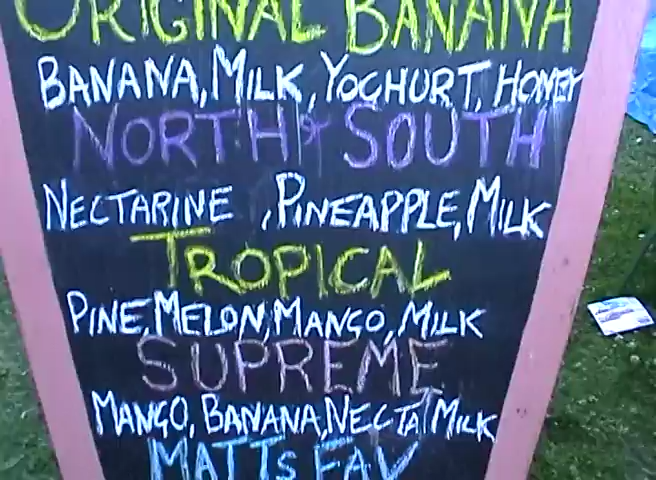 ORIGINAL BANANA
BANANA, MILK, YOGHURT, HONEY
NORTH OF SOUTH
NECTARINE , PINEAPPLE, MILK
TROPICAL
PINE, MELON, MANGO, MILK
SUPREME
MANGO, BANANA, NECTA MILK
MATTS FAV